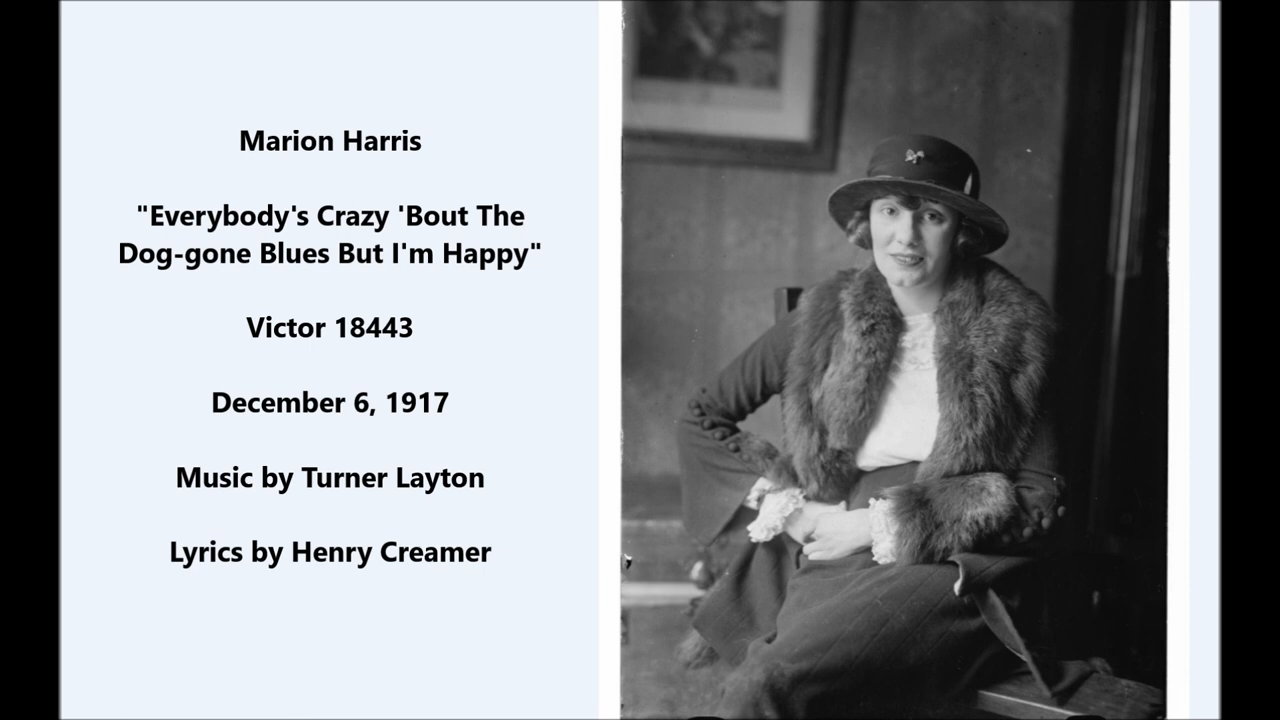 Marion Harris
"Everybody's Crazy 'Bout The
Dog-gone Blues But I'm Happy"
Victor 18443
December 6, 1917
Music by Turner Layton
Lyrics by Henry Creamer